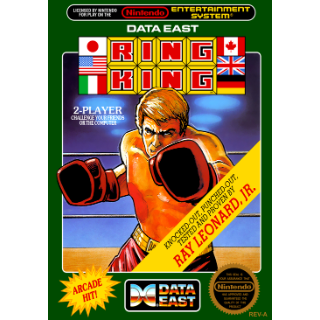 LICENSED BY NINTENDO
FOR PLAY ON THE
Nintendo
ENTERTAINMENT
SYSTEM
DATA EAST
RING
KING
2-PLAYER
CHALLENGE YOUR FRIENDS
OR THE COMPUTER
KNOCKED-OUT, PUNCHED-OUT,
TESTED AND PROVEN BY
RAY LEONARD, JR.
ARCADE
HIT!
DATA
EAST
Nintendo
REV-A